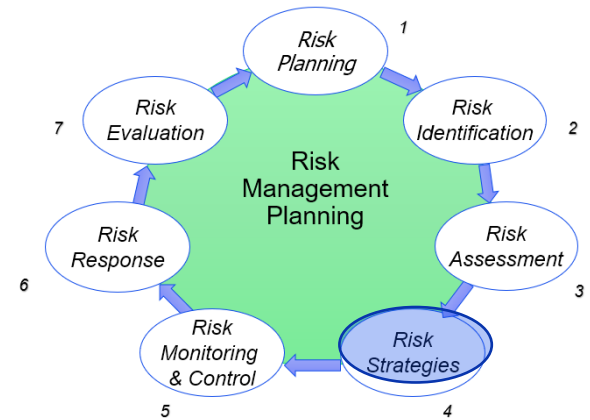 1
Risk
Planning
2
Risk
Identification
3
Risk
Assessment
4
Risk
Strategies
5
Risk
Monitoring
& Control
6
Risk
Response
7
Risk
Evaluation
Risk
Management
Planning